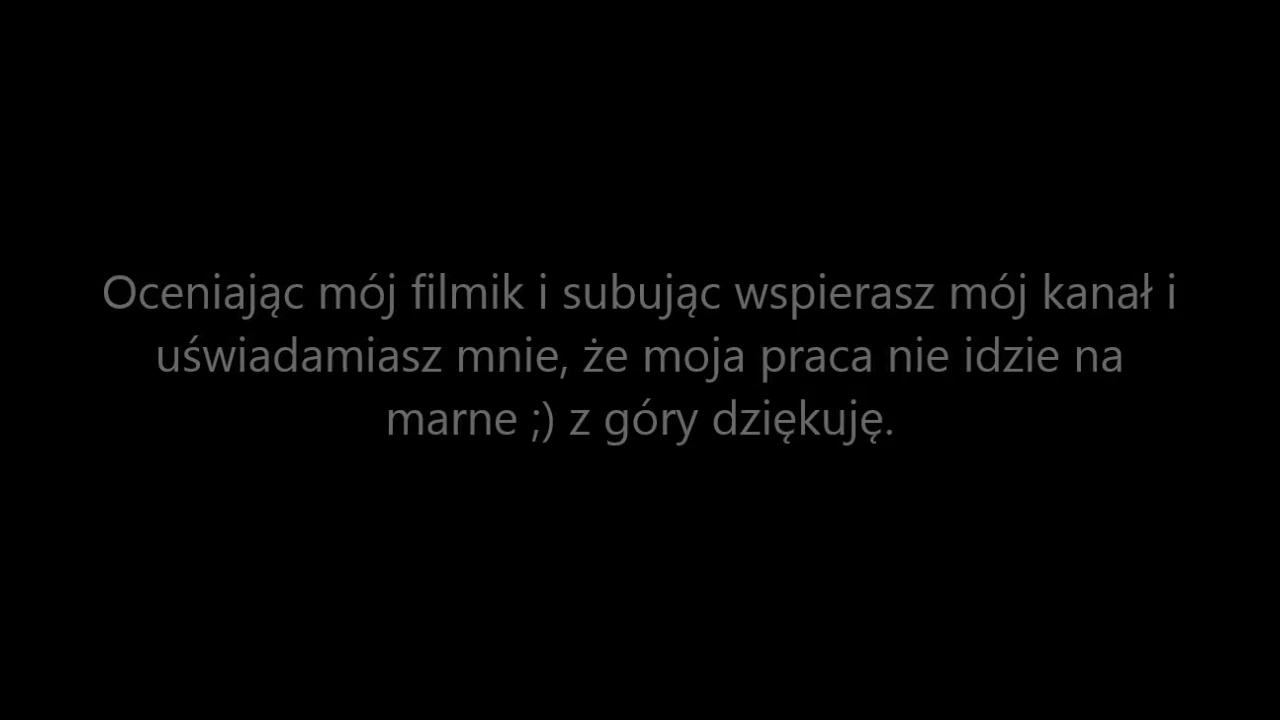 Oceniając mój filmik i subując wspierasz mój kanał i
uświadamiasz mnie, że moja praca nie idzie na
marne ;) z góry dziękuję.